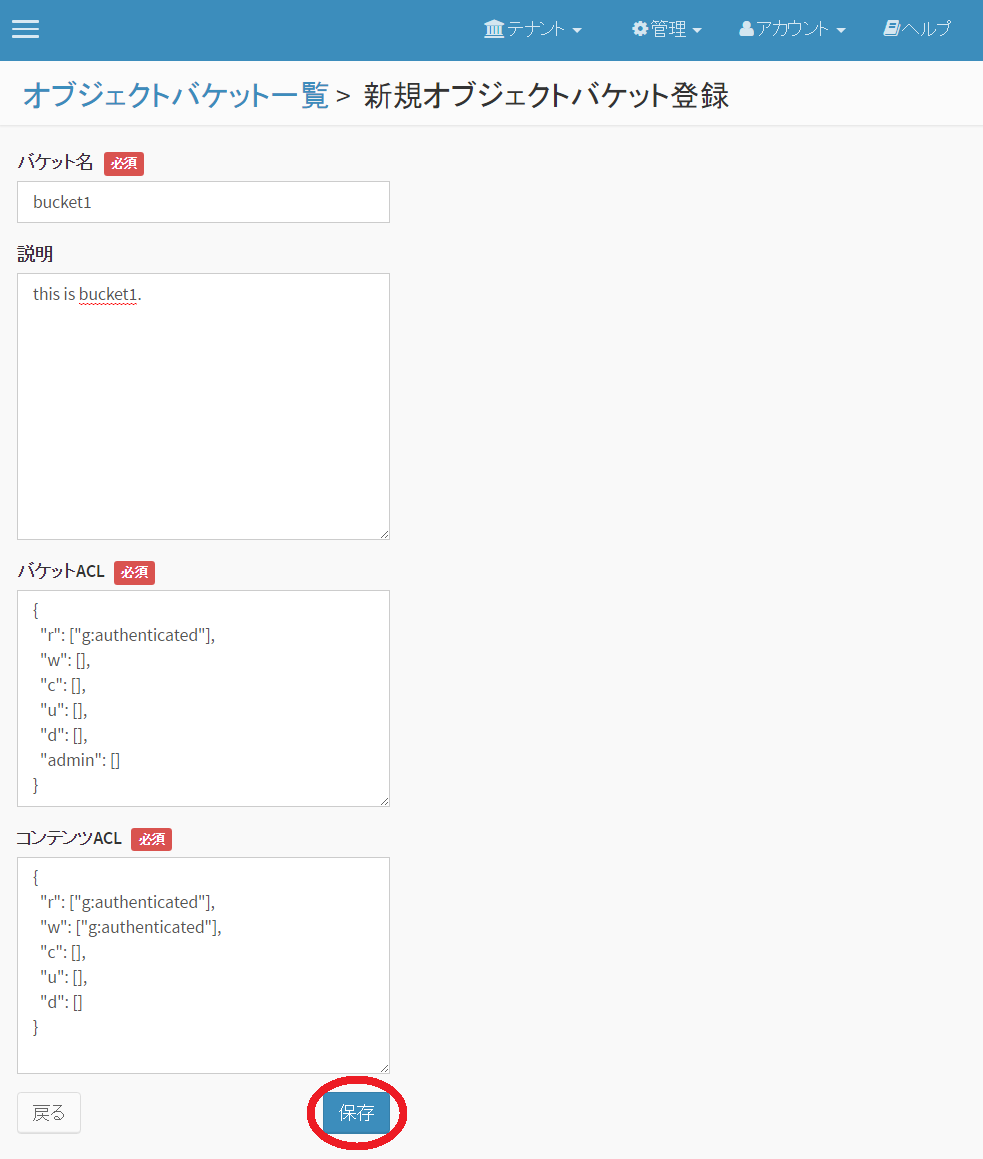 テナント 管理 アカウント ヘルプ
オブジェクトバケット一覧 > 新規オブジェクトバケット登録
バケット名 必須
bucket1
説明
this is bucket1.
バケットACL 必須
{
"r": ["g:authenticated"],
"w": [],
"c": [],
"u": [],
"d": [],
"admin": []
}
コンテンツACL 必須
{
"r": ["g:authenticated"],
"w": ["g:authenticated"],
"c": [],
"u": [],
"d": []
}
戻る 保存